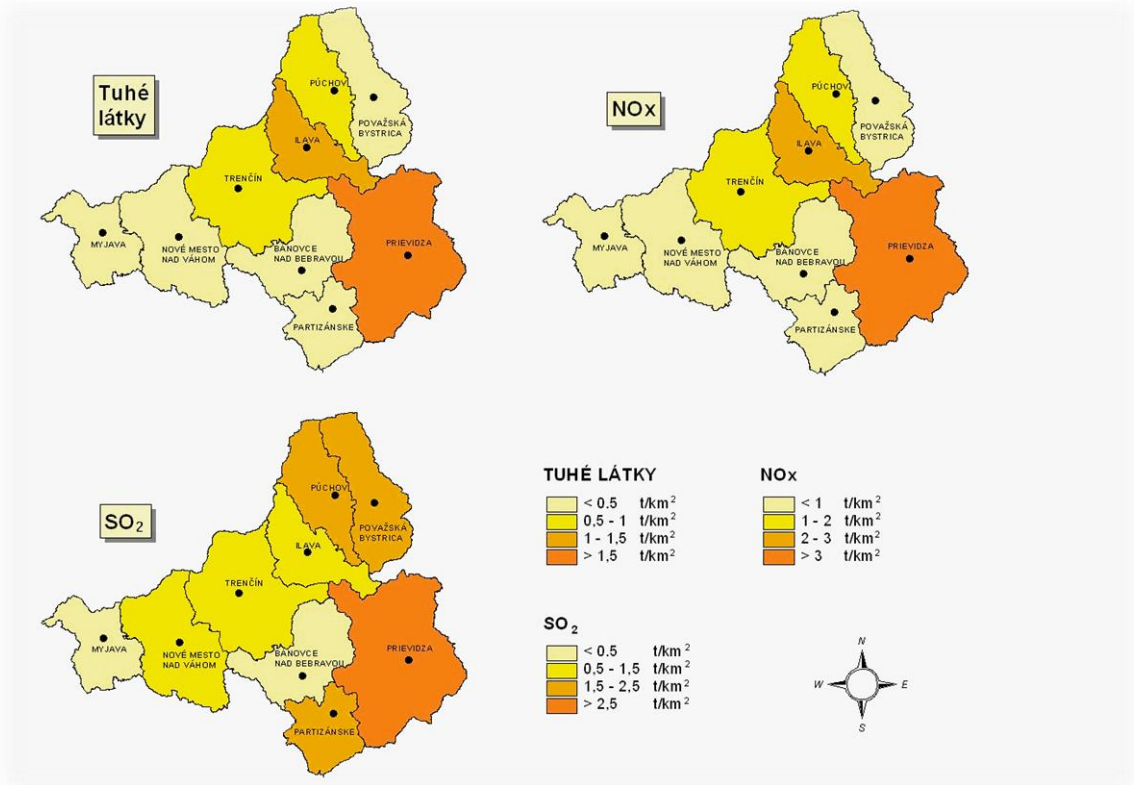 Tuhé
látky
PÚCHOV
POVAŽSKÁ
BYSTRICA
ILAVA
TRENČÍN
MYJAVA
NOVÉ MESTO
NAD VÁHOM
BÁNOVCE
NAD BEBRAVOU
PRIEVIDZA
PARTIZÁNSKE
NOx
PÚCHOV
POVAŽSKÁ
BYSTRICA
ILAVA
TRENČÍN
MYJAVA
NOVÉ MESTO
NAD VÁHOM
BÁNOVCE
NAD BEBRAVOU
PRIEVIDZA
PARTIZÁNSKE
SO₂
PÚCHOV
POVAŽSKÁ
BYSTRICA
ILAVA
TRENČÍN
MYJAVA
NOVÉ MESTO
NAD VÁHOM
BÁNOVCE
NAD BEBRAVOU
PRIEVIDZA
PARTIZÁNSKE
TUHÉ LÁTKY
< 0.5 t/km²
0,5 - 1 t/km²
1 - 1,5 t/km²
> 1,5 t/km²
NOx
< 1 t/km²
1 - 2 t/km²
2 - 3 t/km²
> 3 t/km²
SO₂
< 0.5 t/km²
0,5 - 1,5 t/km²
1,5 - 2,5 t/km²
> 2,5 t/km²
N
W E
S